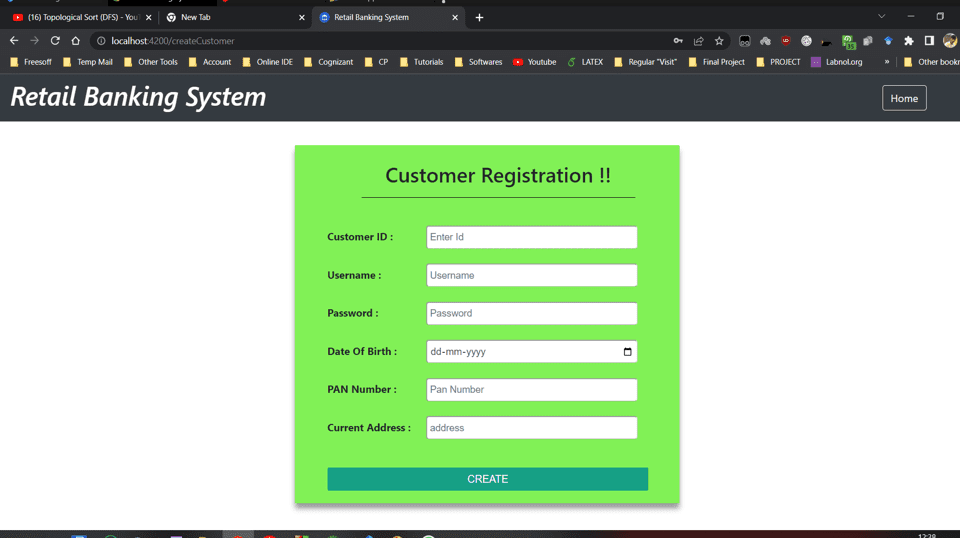 (16) Topological Sort (DFS) - You
New Tab
Retail Banking System
localhost:4200/createCustomer
Freesoff
Temp Mail
Other Tools
Account
Online IDE
Cognizant
CP
Tutorials
Softwares
Youtube
LATEX
Regular "Visit"
Final Project
PROJECT
Labnol.org
»
Other bookm
Retail Banking System
Home
Customer Registration !!
Customer ID :
Enter Id
Username :
Username
Password :
Password
Date Of Birth :
dd-mm-yyyy
PAN Number :
Pan Number
Current Address :
address
CREATE
12:38